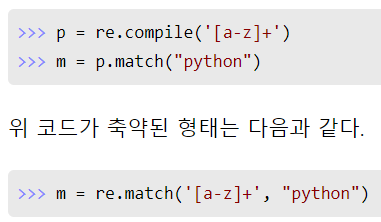 >>> p = re.compile('[a-z]+')
>>> m = p.match("python")
위 코드가 축약된 형태는 다음과 같다.
>>> m = re.match('[a-z]+', "python")